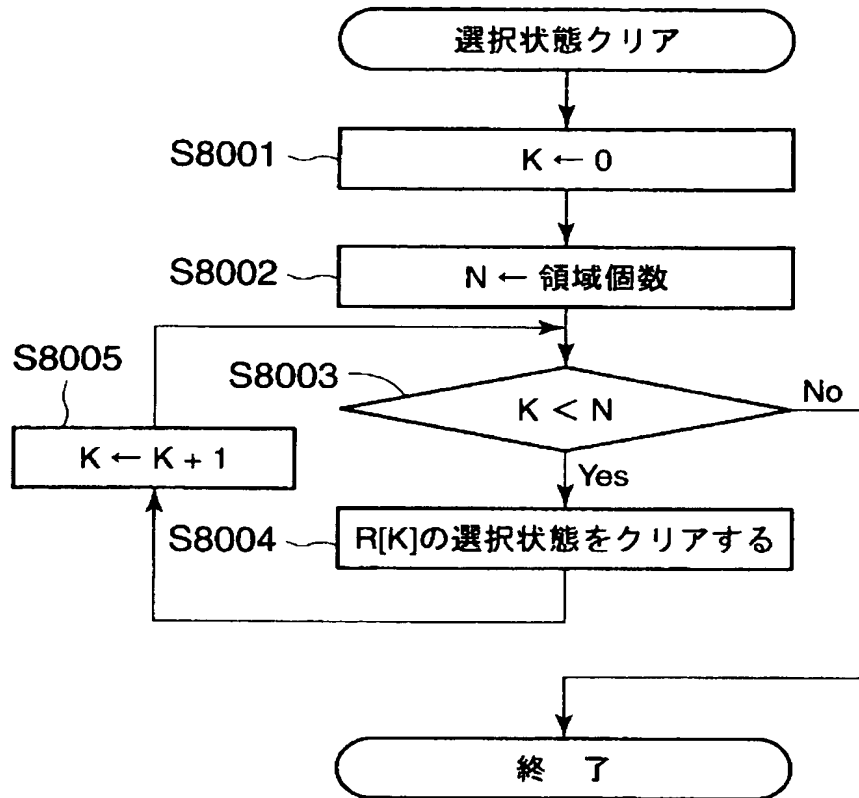 選択状態クリア
S8001
K ← 0
S8002
N ← 領域個数
S8005
S8003
K < N
No
K ← K + 1
Yes
S8004
R[K]の選択状態をクリアする
終 了